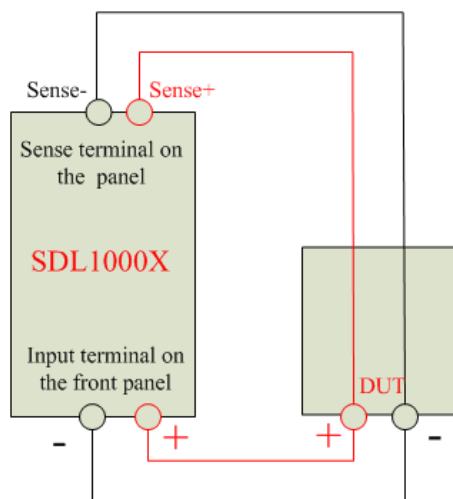 Sense- Sense+
Sense terminal on
the panel
SDL1000X
Input terminal on
the front panel
DUT
- + + -